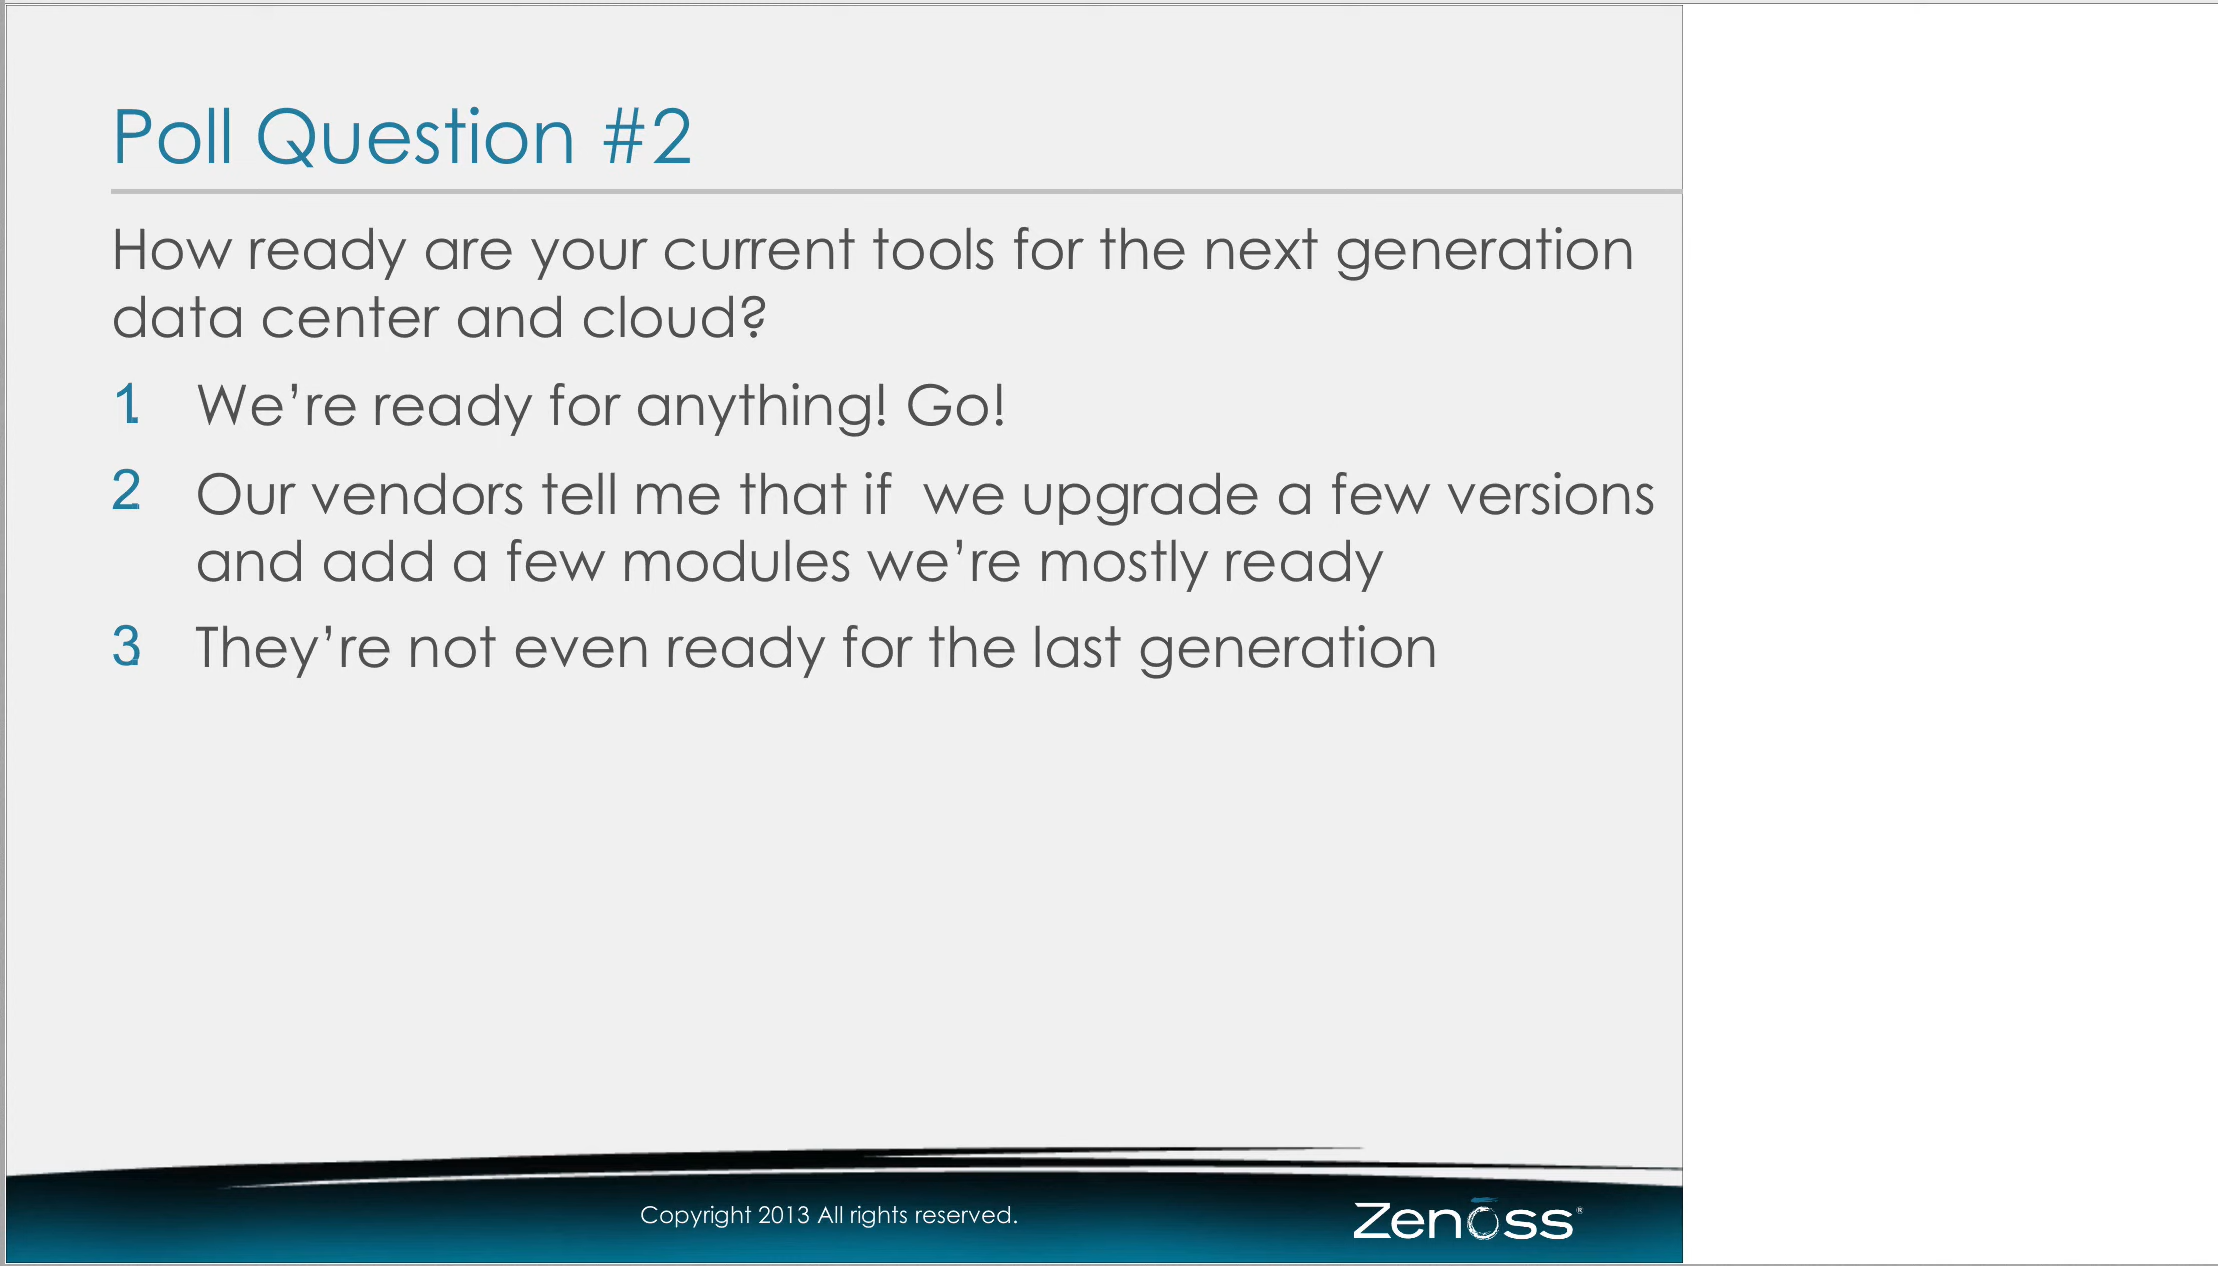 Poll Question #2
How ready are your current tools for the next generation
data center and cloud?
1. We’re ready for anything! Go!
2. Our vendors tell me that if  we upgrade a few versions
and add a few modules we’re mostly ready
3. They’re not even ready for the last generation
Copyright 2013 All rights reserved.
Zenoss®